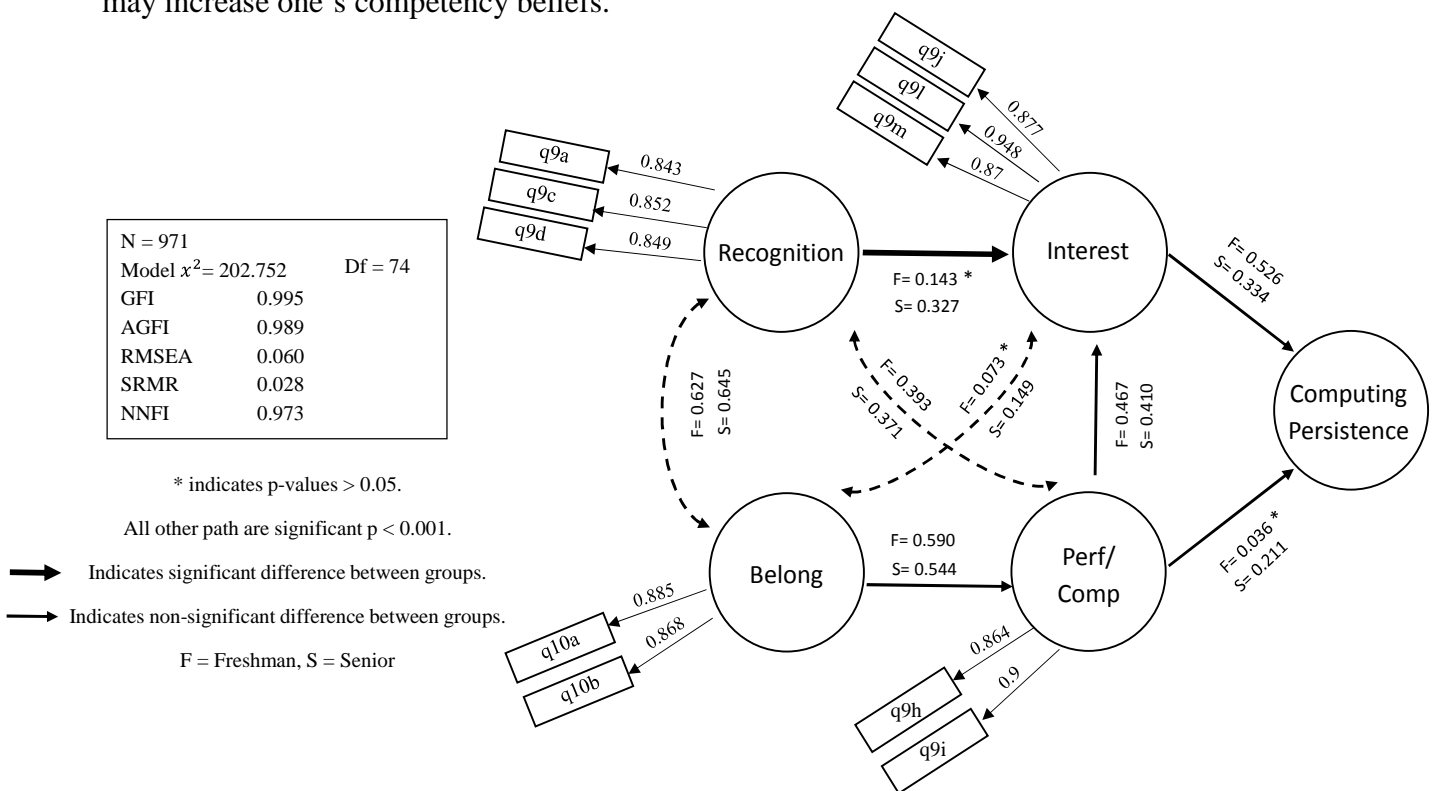 may increase one’s competency beliefs.
q9j
q9l
q9m
0.877
0.948
0.87
q9a
q9c
q9d
0.843
0.852
0.849
N = 971
Model x²= 202.752 Df = 74
GFI 0.995
AGFI 0.989
RMSEA 0.060
SRMR 0.028
NNFI 0.973
* indicates p-values > 0.05.
All other path are significant p < 0.001.
Indicates significant difference between groups.
Indicates non-significant difference between groups.
F = Freshman, S = Senior
Recognition
F= 0.143 *
S= 0.327
Interest
F= 0.526
S= 0.334
F= 0.627
S= 0.645
F= 0.393
S= 0.371
F= 0.073 *
S= 0.149
F= 0.467
S= 0.410
Computing
Persistence
Belong
F= 0.590
S= 0.544
Perf/
Comp
F= 0.036 *
S= 0.211
0.885
0.868
q10a
q10b
0.864
0.9
q9h
q9i